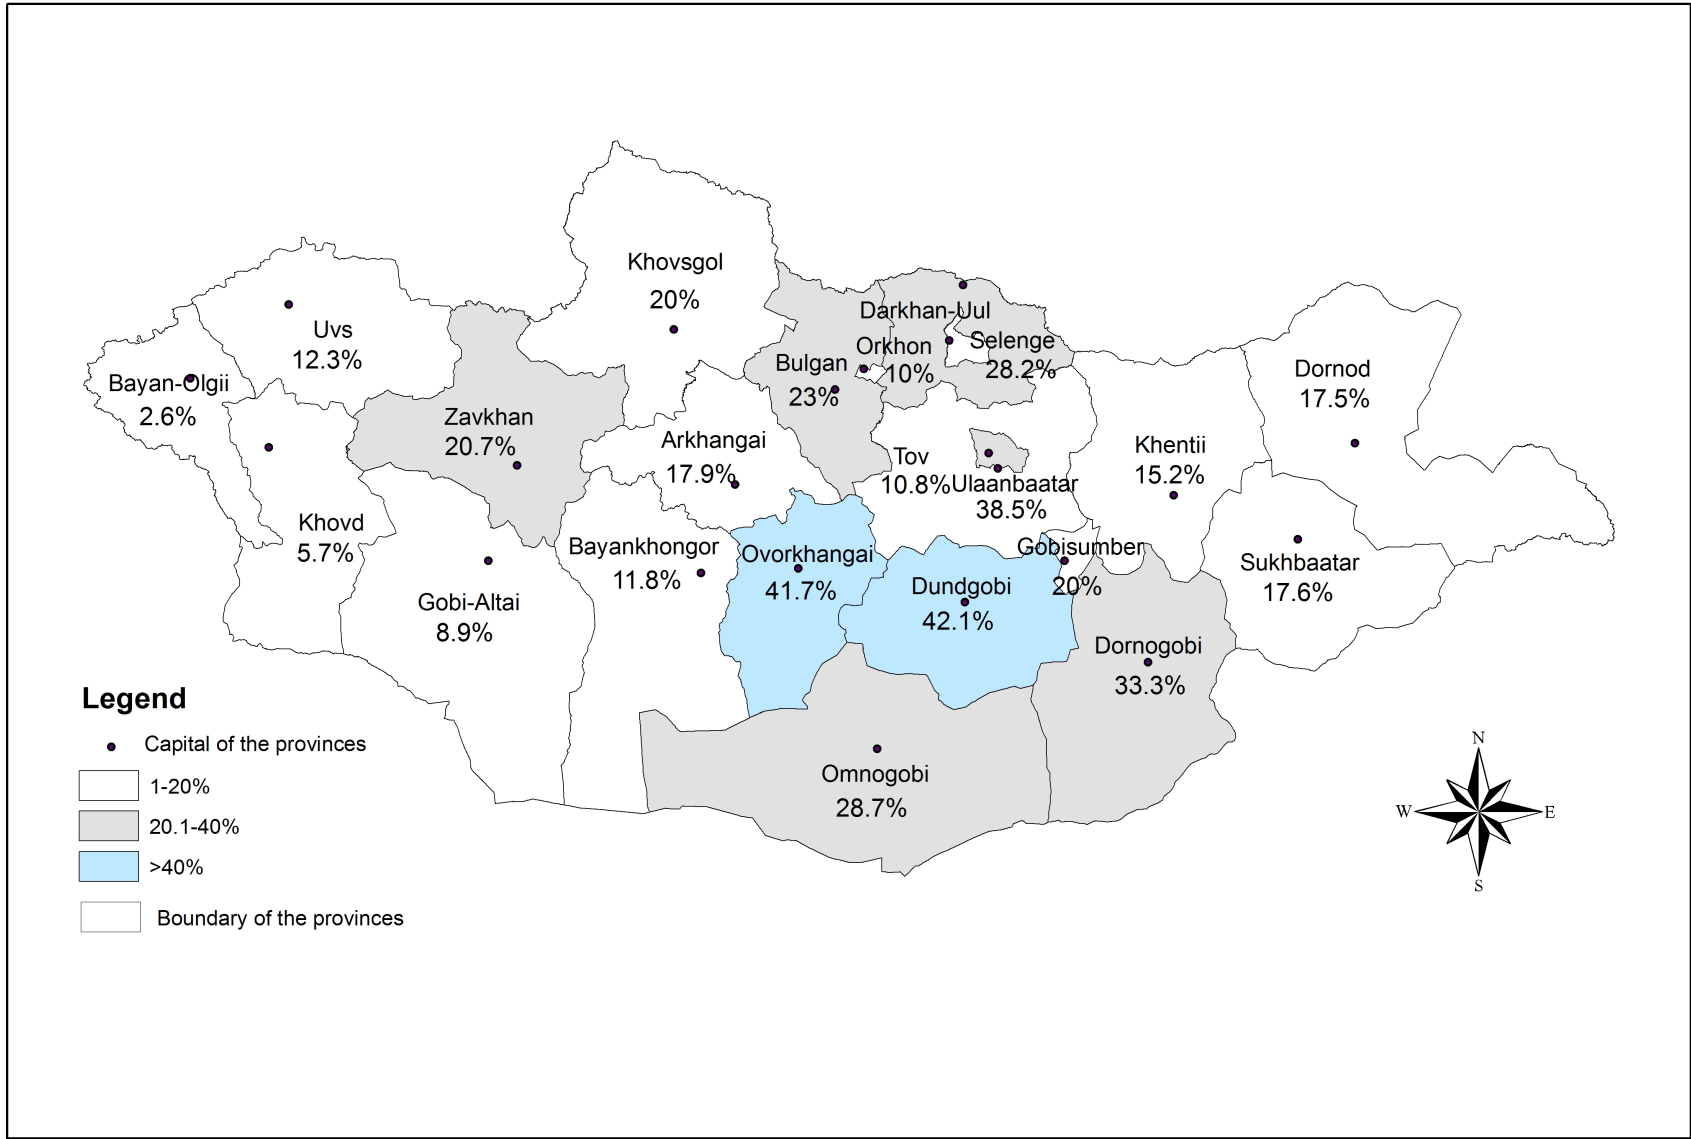 Khovsgol
20%
Uvs
12.3%
Bayan-Olgii
2.6%
Zavkhan
20.7%
Khovd
5.7%
Gobi-Altai
8.9%
Arkhangai
17.9%
Bayankhongor
11.8%
Bulgan
23%
Darkhan-Uul
Orkhon
10%
Selenge
28.2%
Tov
10.8%
Ulaanbaatar
38.5%
Ovorkhangai
41.7%
Dundgobi
42.1%
Gobisumber
20%
Khentii
15.2%
Dornod
17.5%
Sukhbaatar
17.6%
Dornogobi
33.3%
Omnogobi
28.7%
Legend
Capital of the provinces
1-20%
20.1-40%
>40%
Boundary of the provinces
N
W E
S